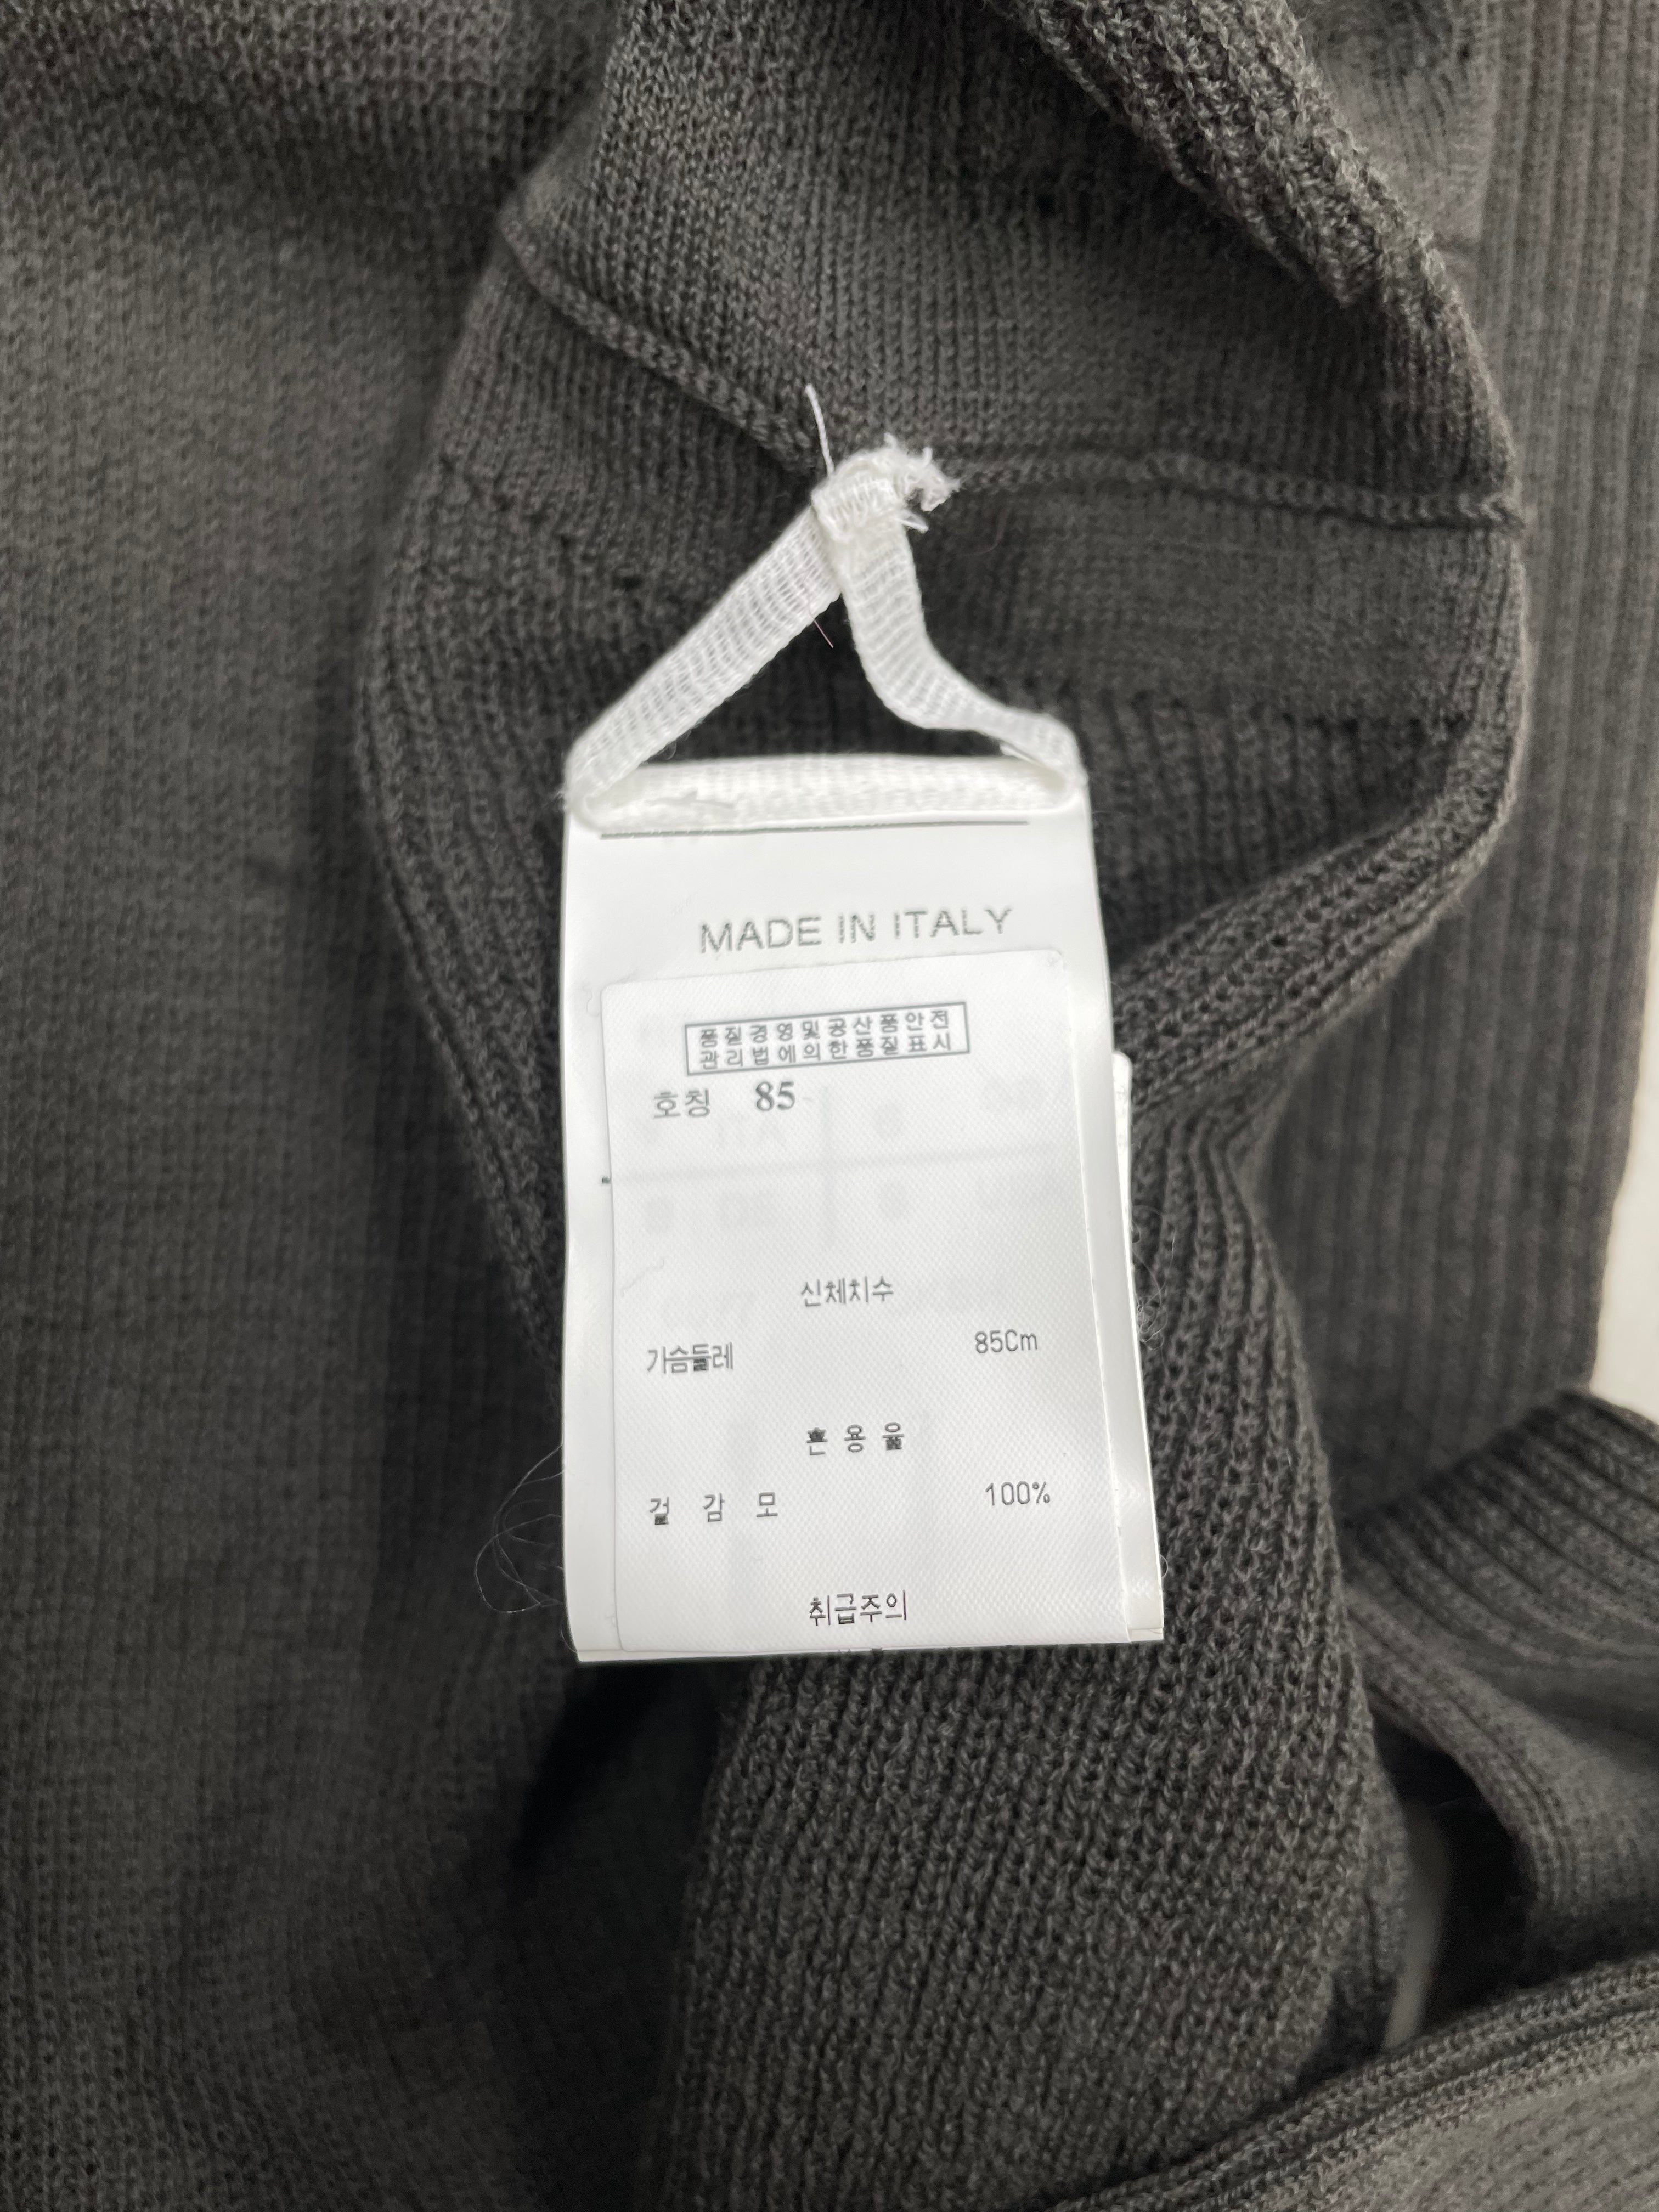 MADE IN ITALY
품질경영및공산품안전
관리법에의한품질표시
호칭 85
신체치수
가슴둘레 85Cm
혼 용 율
겉 감 모 100%
취급주의